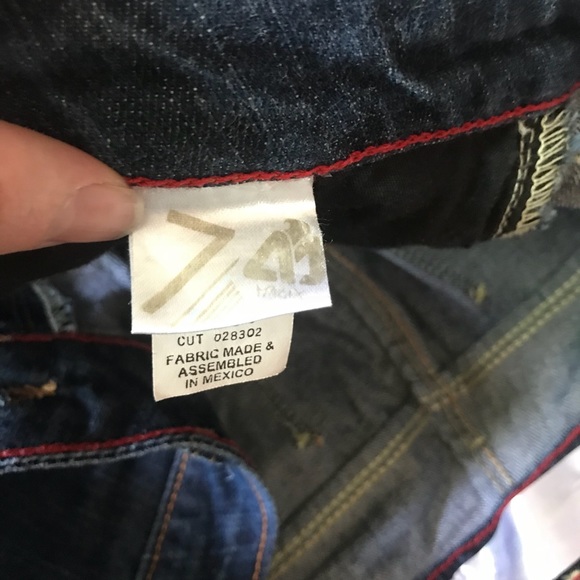 CUT 028302
FABRIC MADE &
ASSEMBLED
IN MEXICO